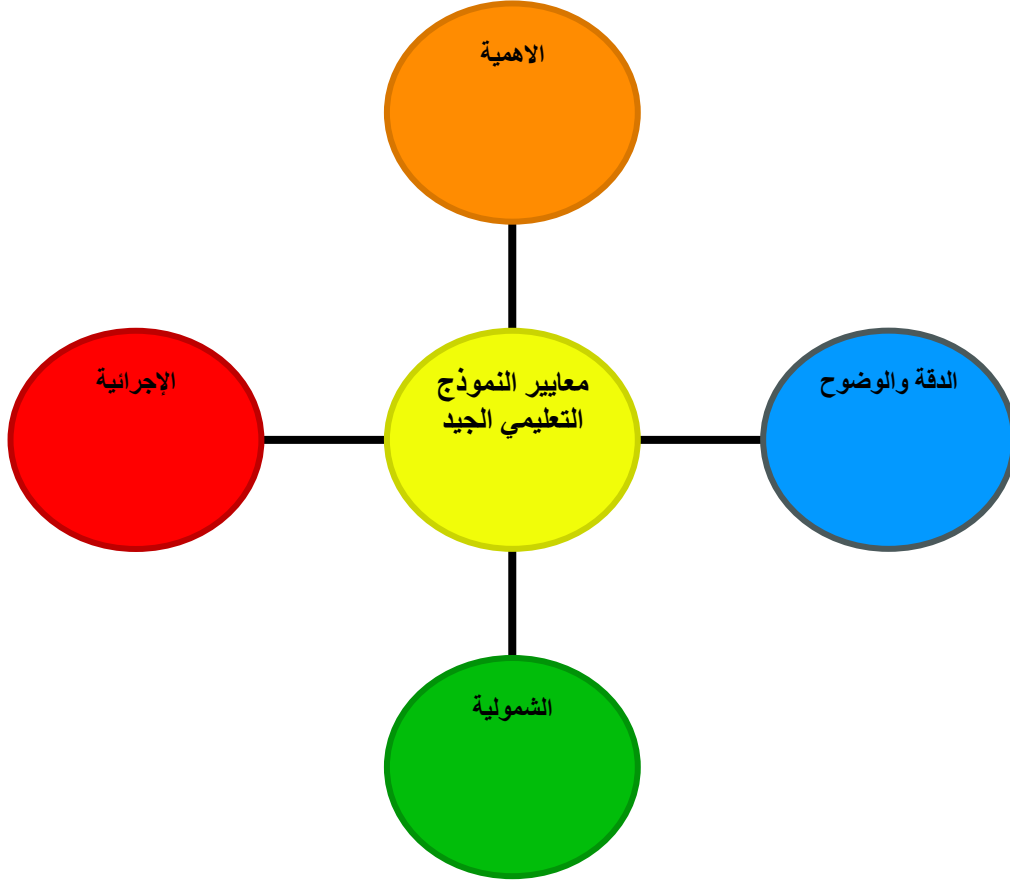 الاهمية
الدقة والوضوح
معايير النموذج
التعليمي الجيد
الإجرائية
الشمولية